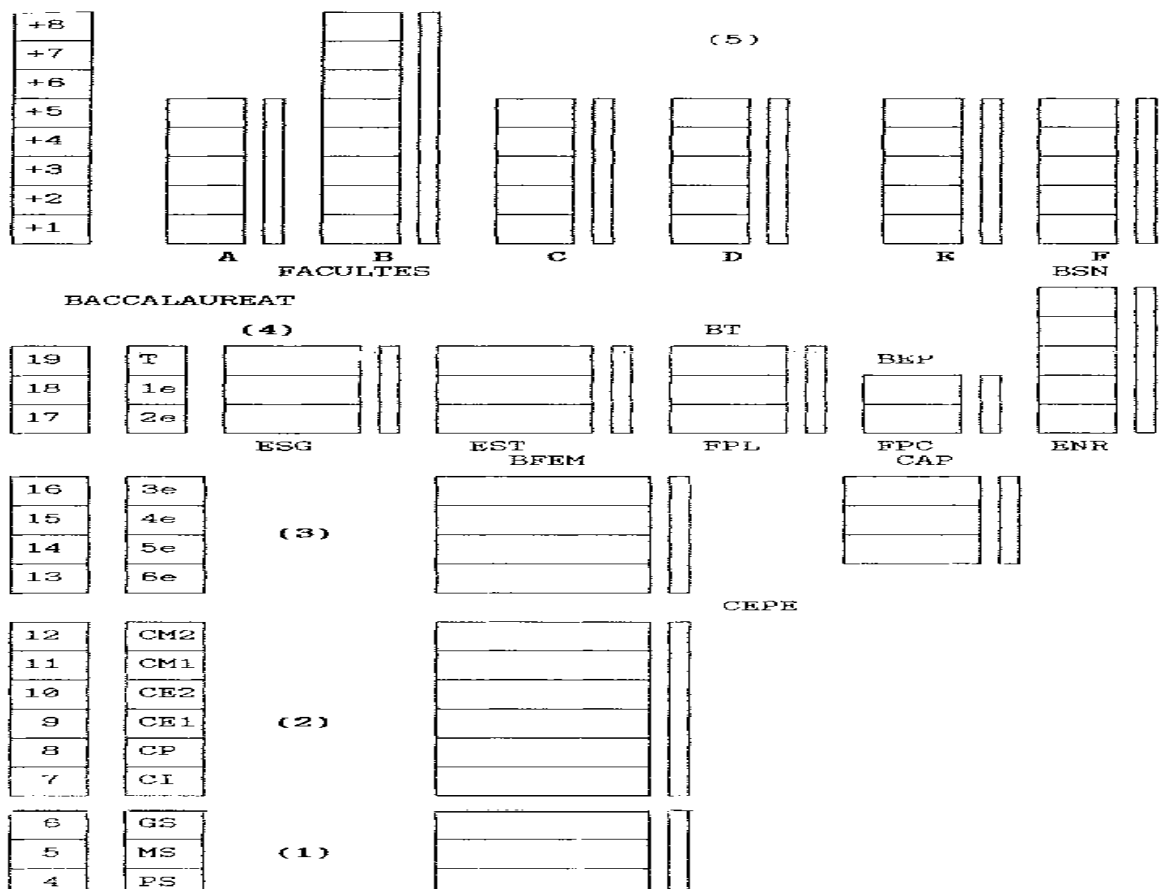 +8
+7 (5)
+6
+5
+4
+3
+2
+1
A B C D E F
FACULTES BSN
BACCALAUREAT
(4) BT
19 T BEP
18 1e
17 2e
ESG EST FPL FPC ENR
BFEM CAP
16 3e
15 4e
(3)
14 5e
13 6e
CEPE
12 CM2
11 CM1
10 CE2
9 CE1 (2)
8 CP
7 CI
6 GS
5 MS (1)
4 PS